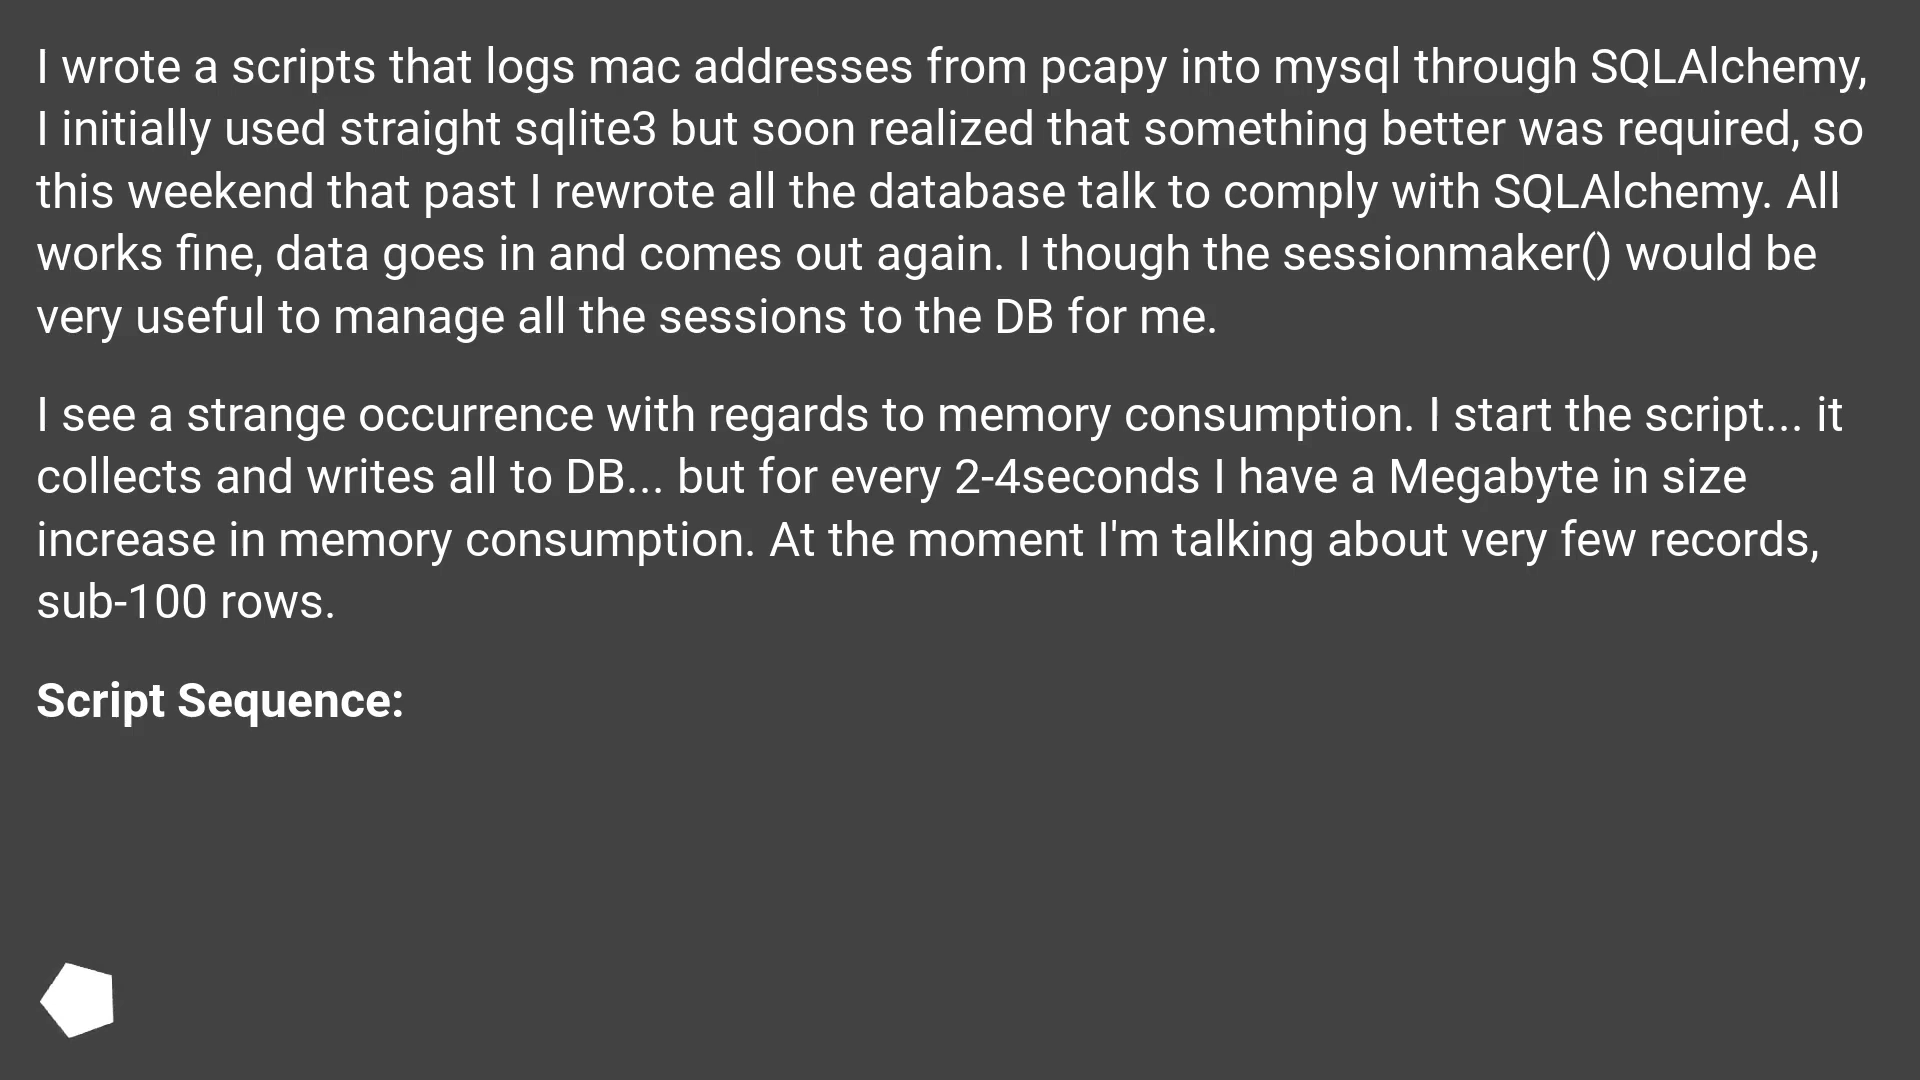 I wrote a scripts that logs mac addresses from pcapy into mysql through SQLAlchemy,
I initially used straight sqlite3 but soon realized that something better was required, so
this weekend that past I rewrote all the database talk to comply with SQLAlchemy. All
works fine, data goes in and comes out again. I though the sessionmaker() would be
very useful to manage all the sessions to the DB for me.
I see a strange occurrence with regards to memory consumption. I start the script... it
collects and writes all to DB... but for every 2-4seconds I have a Megabyte in size
increase in memory consumption. At the moment I'm talking about very few records,
sub-100 rows.
Script Sequence: